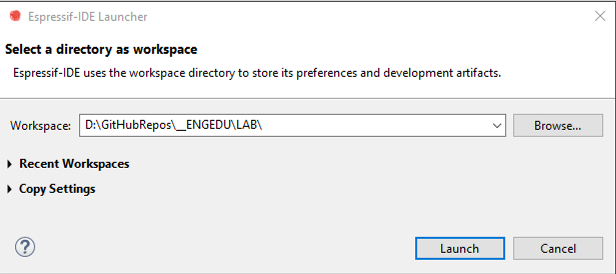 Espressif-IDE Launcher
Select a directory as workspace
Espressif-IDE uses the workspace directory to store its preferences and development artifacts.
Workspace: D:\GitHubRepos\__ENGEDU\LAB\ Browse...
Recent Workspaces
Copy Settings
? Launch Cancel